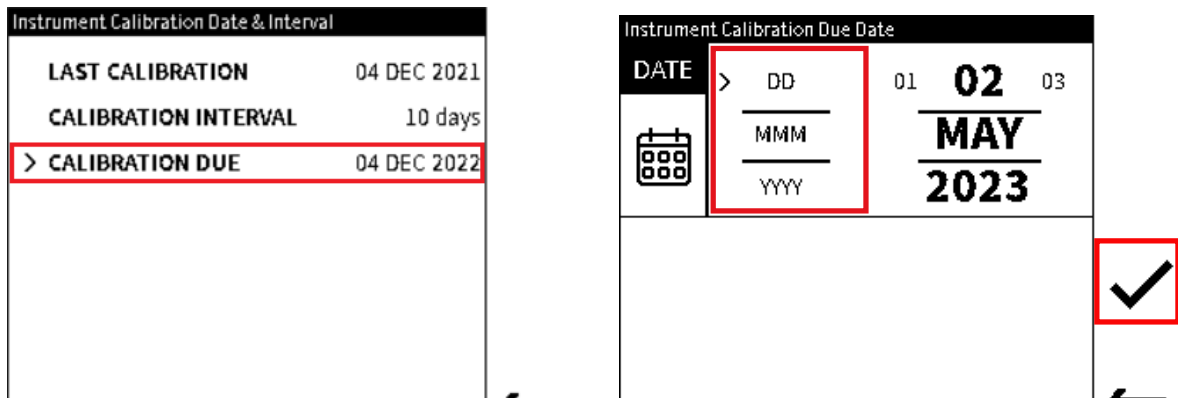 Instrument Calibration Date & Interval
LAST CALIBRATION 04 DEC 2021
CALIBRATION INTERVAL 10 days
> CALIBRATION DUE 04 DEC 2022
Instrument Calibration Due Date
DATE
> DD 01 02 03
MMM MAY
YYYY 2023